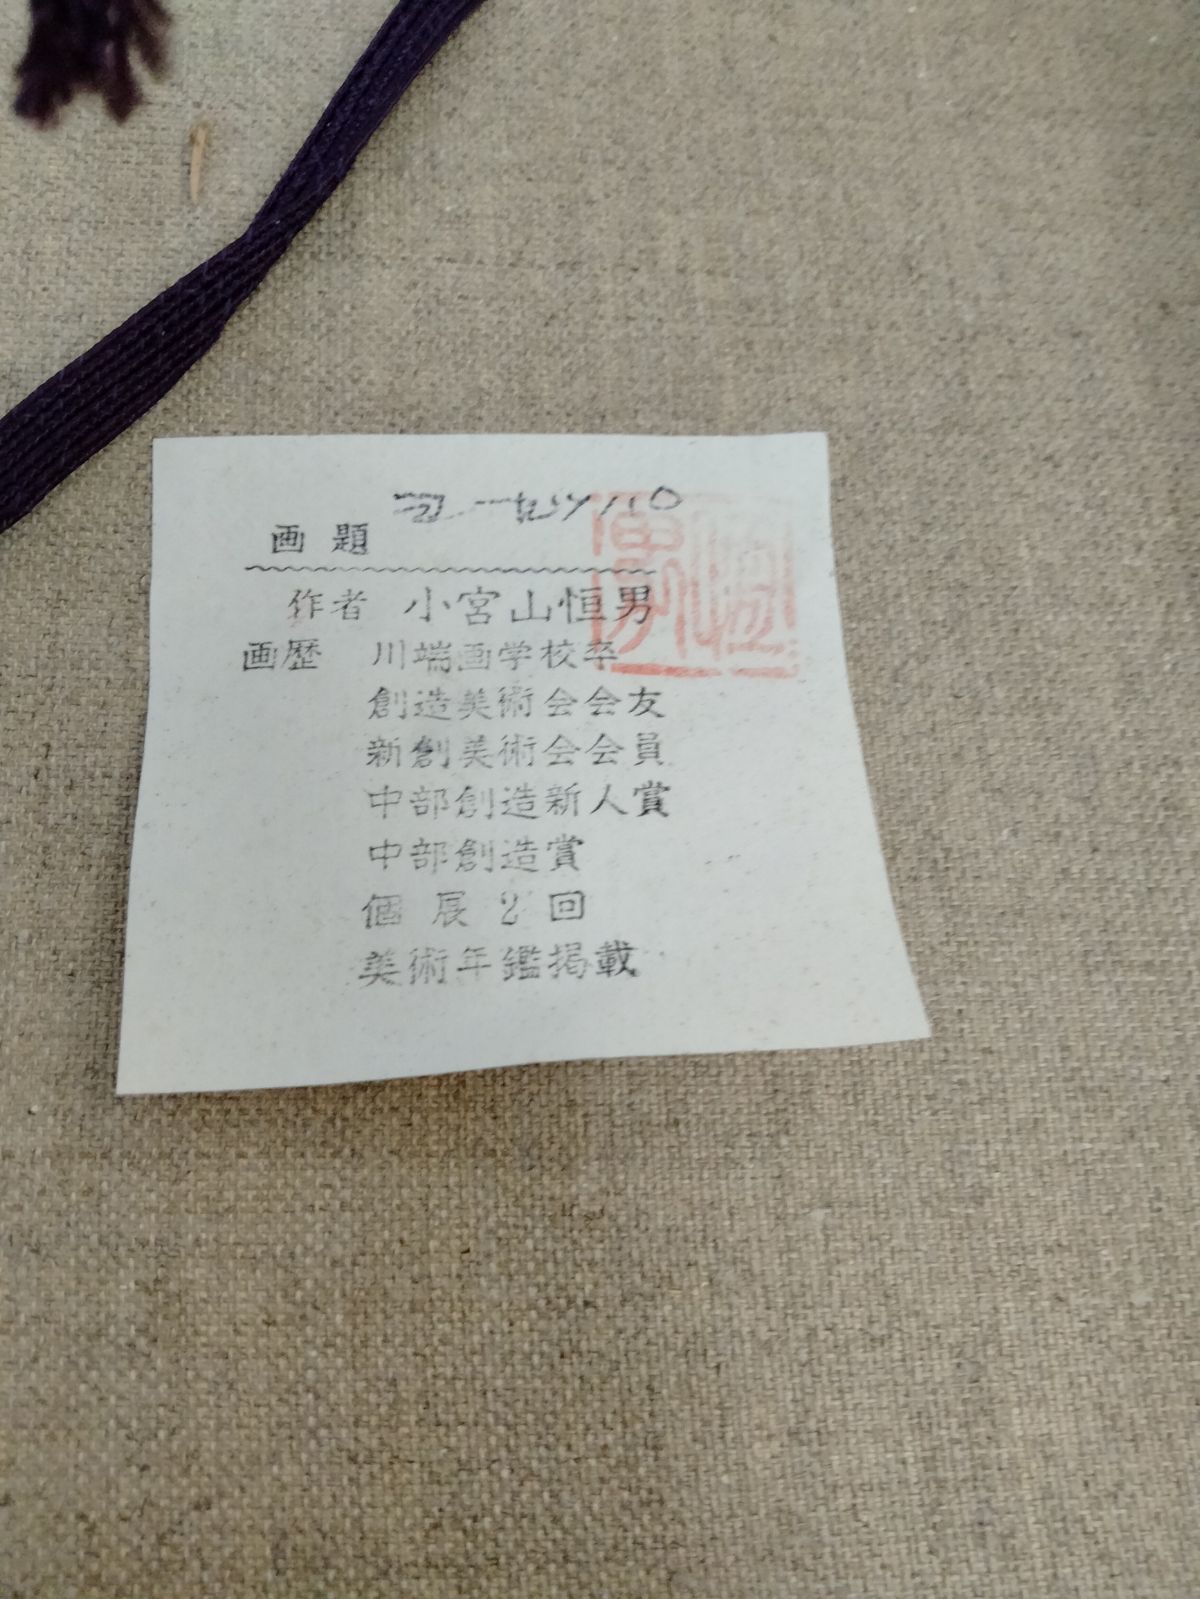 画題
作者 小宮山恒男
画歴 川端画学校卒
創造美術会会友
新創美術会会員
中部創造新人賞
中部創造賞
個展2回
美術年鑑掲載